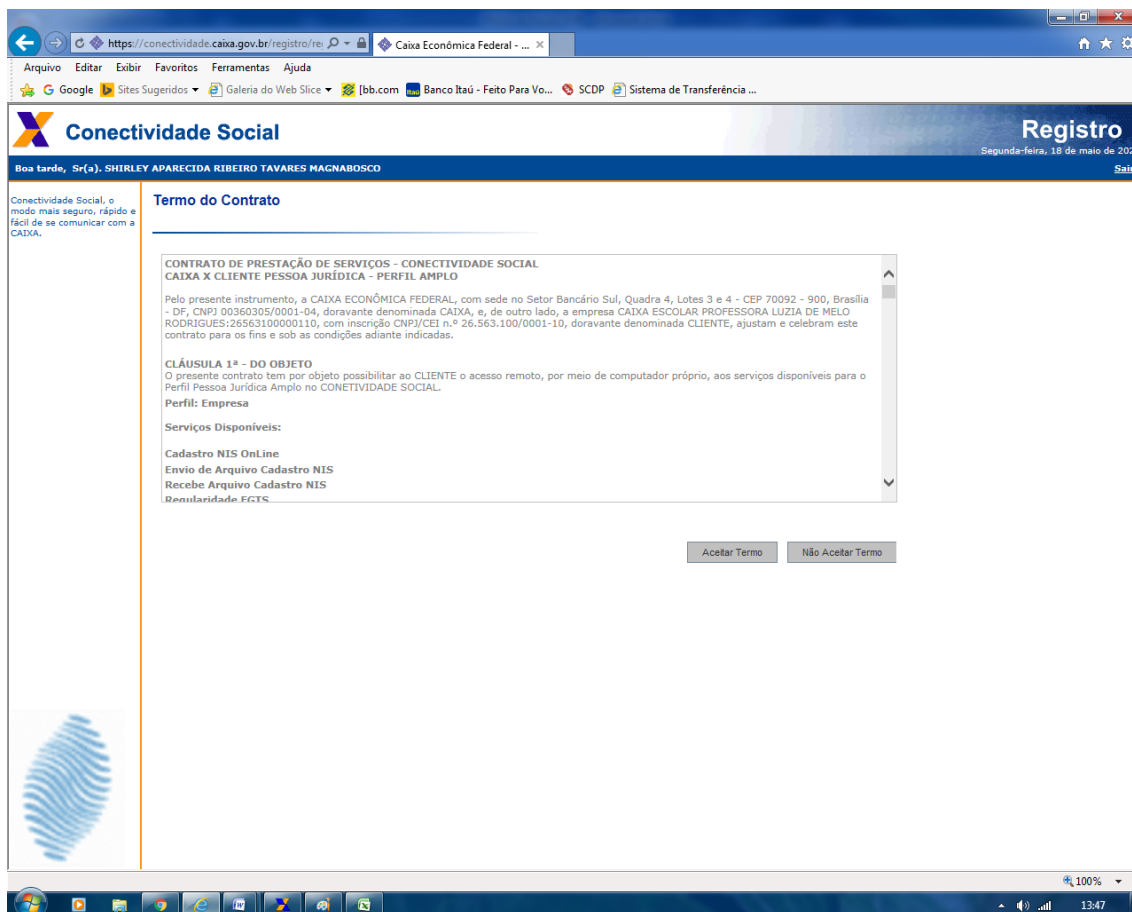 https://conectividade.caixa.gov.br/registro/re
Caixa Econômica Federal - ...
Arquivo Editar Exibir Favoritos Ferramentas Ajuda
Google Sites Sugeridos Galeria do Web Slice [bb.com Banco Itaú - Feito Para Vo... SCDP Sistema de Transferência ...
Conectividade Social
Registro
Segunda-feira, 18 de maio de 202
Boa tarde, Sr(a). SHIRLEY APARECIDA RIBEIRO TAVARES MAGNABOSCO
Sair
Conectividade Social, o
modo mais seguro, rápido e
fácil de se comunicar com a
CAIXA.
Termo do Contrato
CONTRATO DE PRESTAÇÃO DE SERVIÇOS - CONECTIVIDADE SOCIAL
CAIXA X CLIENTE PESSOA JURÍDICA - PERFIL AMPLO
Pelo presente instrumento, a CAIXA ECONÔMICA FEDERAL, com sede no Setor Bancário Sul, Quadra 4, Lotes 3 e 4 - CEP 70092 - 900, Brasília
- DF, CNPJ 00360305/0001-04, doravante denominada CAIXA, e, de outro lado, a empresa CAIXA ESCOLAR PROFESSORA LUZIA DE MELO
RODRIGUES:26563100000110, com inscrição CNPJ/CEI n.º 26.563.100/0001-10, doravante denominada CLIENTE, ajustam e celebram este
contrato para os fins e sob as condições adiante indicadas.
CLÁUSULA 1ª - DO OBJETO
O presente contrato tem por objeto possibilitar ao CLIENTE o acesso remoto, por meio de computador próprio, aos serviços disponíveis para o
Perfil Pessoa Jurídica Amplo no CONETIVIDADE SOCIAL.
Perfil: Empresa
Serviços Disponíveis:
Cadastro NIS OnLine
Envio de Arquivo Cadastro NIS
Recebe Arquivo Cadastro NIS
Regularidade FGTS
Aceitar Termo
Não Aceitar Termo
100%
13:47